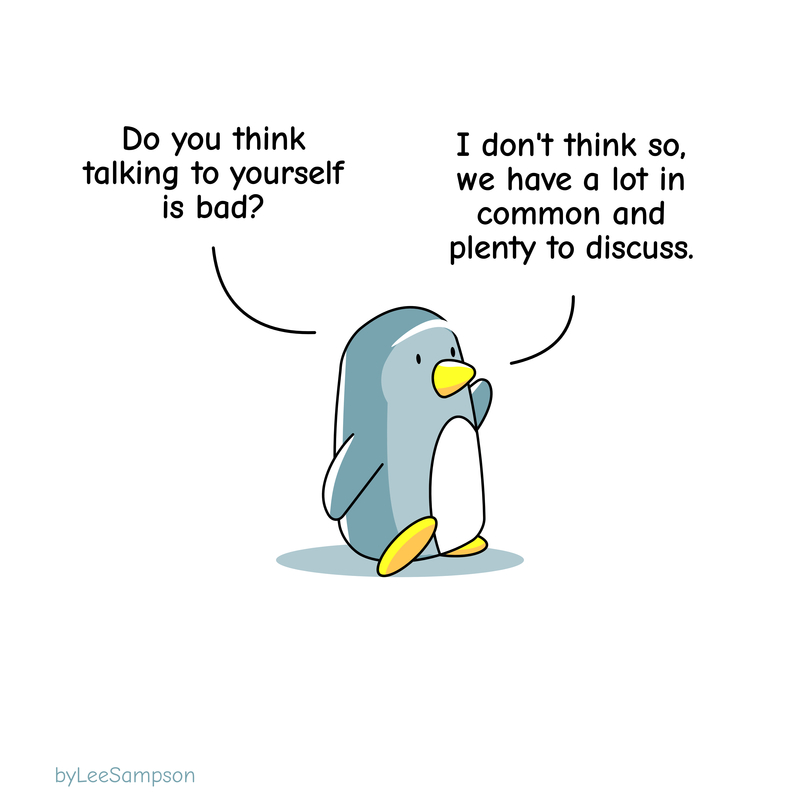 Do you think
talking to yourself
is bad?
I don't think so,
we have a lot in
common and
plenty to discuss.
byLeeSampson